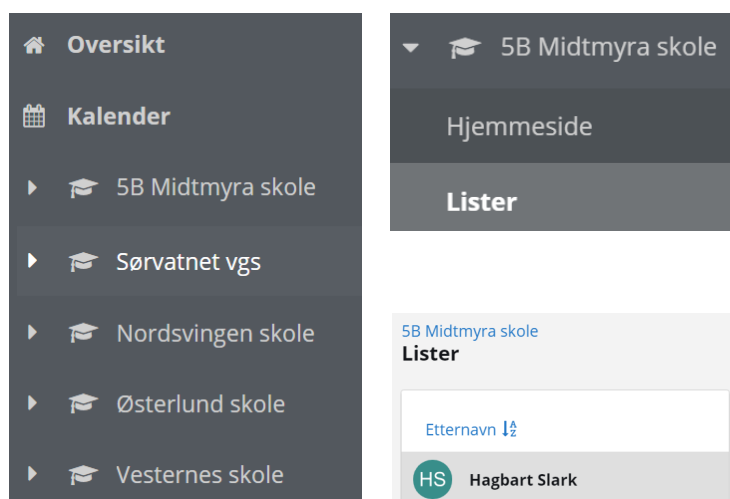 Oversikt
Kalender
5B Midtmyra skole
Sørvatnet vgs
Nordsvingen skole
Østerlund skole
Vesternes skole
5B Midtmyra skole
Hjemmeside
Lister
5B Midtmyra skole
Lister
Etternavn
HS Hagbart Slark